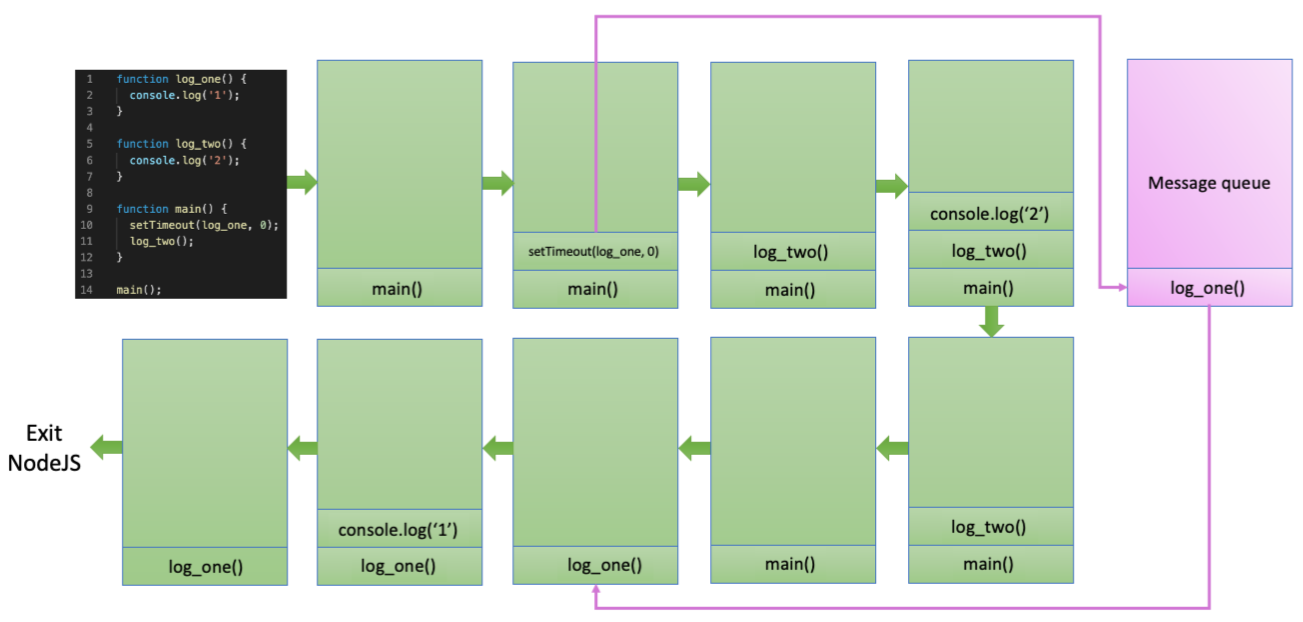 1 function log_one() {
2 console.log('1');
3 }
4
5 function log_two() {
6 console.log('2');
7 }
8
9 function main() {
10 setTimeout(log_one, 0);
11 log_two();
12 }
13
14 main();
main()
setTimeout(log_one, 0)
main()
log_two()
main()
console.log(‘2’)
log_two()
main()
Message queue
log_one()
Exit
NodeJS
log_one()
console.log(‘1’)
log_one()
log_one()
main()
log_two()
main()